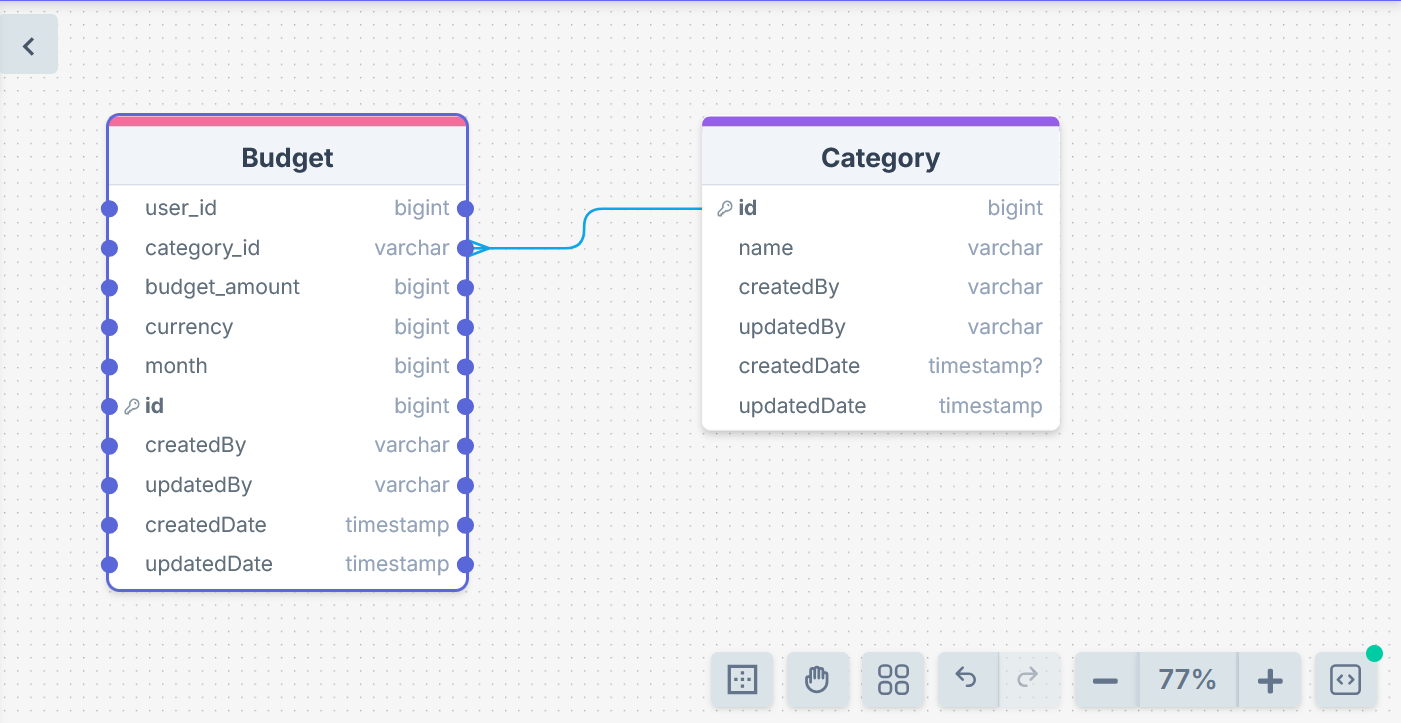 Budget
user_id bigint
category_id varchar
budget_amount bigint
currency bigint
month bigint
id bigint
createdBy varchar
updatedBy varchar
createdDate timestamp
updatedDate timestamp
Category
id bigint
name varchar
createdBy varchar
updatedBy varchar
createdDate timestamp?
updatedDate timestamp
77%